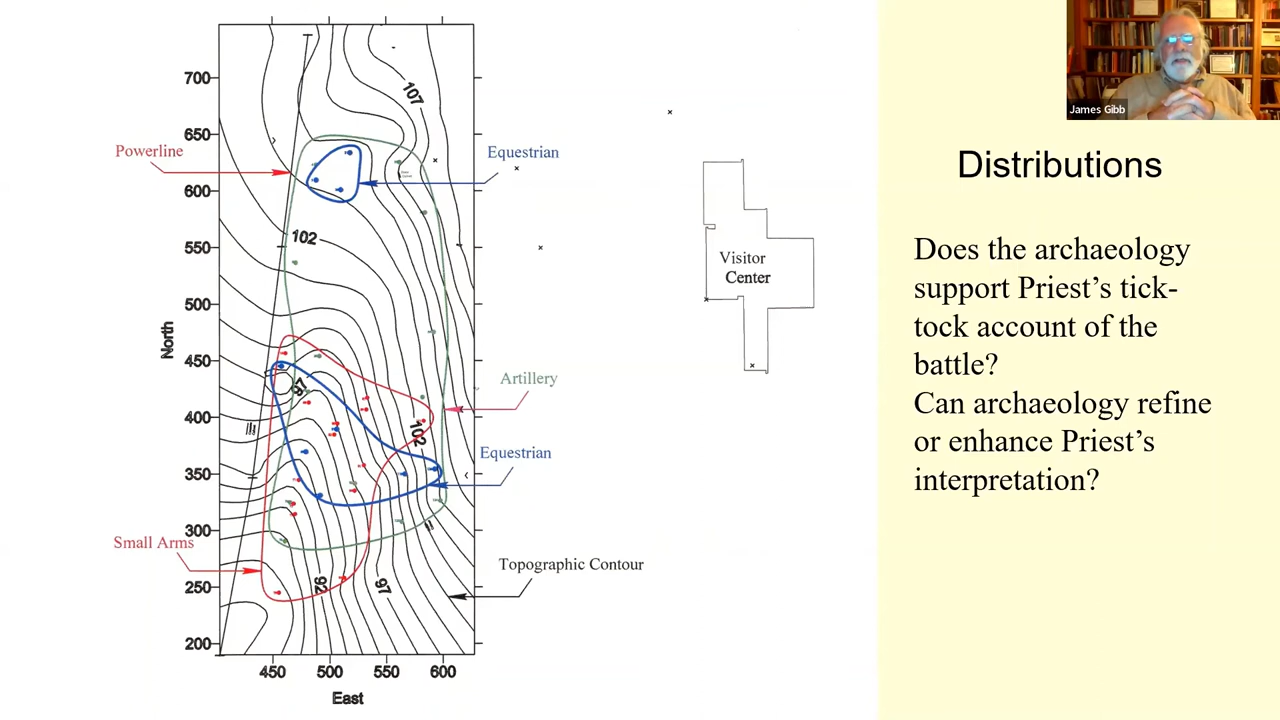 James Gibb
Distributions
Does the archaeology
support Priest’s tick-
tock account of the
battle?
Can archaeology refine
or enhance Priest’s
interpretation?
700
650
600
550
500
450
400
350
300
250
200
North
450
500
550
600
East
107
102
97
102
92
97
Powerline
Equestrian
Artillery
Equestrian
Small Arms
Topographic Contour
Visitor
Center